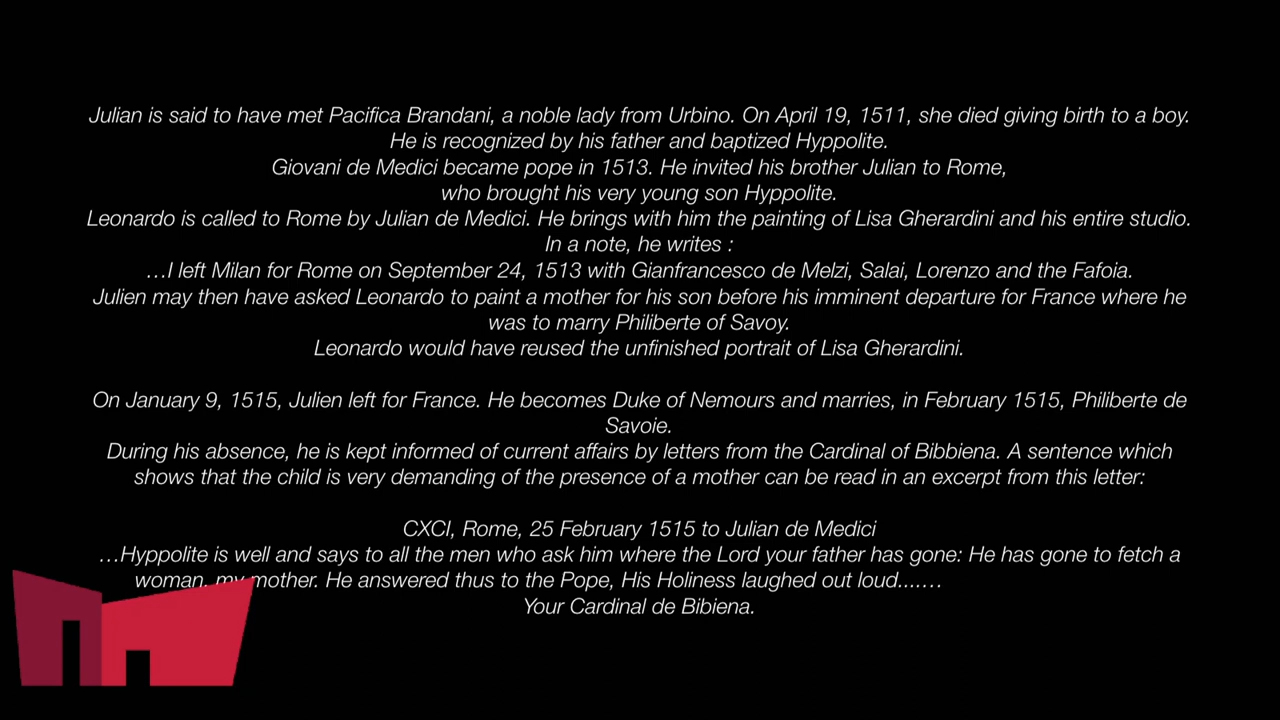 Julian is said to have met Pacifica Brandani, a noble lady from Urbino. On April 19, 1511, she died giving birth to a boy.
He is recognized by his father and baptized Hyppolite.
Giovani de Medici became pope in 1513. He invited his brother Julian to Rome,
who brought his very young son Hyppolite.
Leonardo is called to Rome by Julian de Medici. He brings with him the painting of Lisa Gherardini and his entire studio.
In a note, he writes :
…I left Milan for Rome on September 24, 1513 with Gianfrancesco de Melzi, Salai, Lorenzo and the Fafoia.
Julien may then have asked Leonardo to paint a mother for his son before his imminent departure for France where he
was to marry Philiberte of Savoy.
Leonardo would have reused the unfinished portrait of Lisa Gherardini.
On January 9, 1515, Julien left for France. He becomes Duke of Nemours and marries, in February 1515, Philiberte de
Savoie.
During his absence, he is kept informed of current affairs by letters from the Cardinal of Bibbiena. A sentence which
shows that the child is very demanding of the presence of a mother can be read in an excerpt from this letter:
CXCI, Rome, 25 February 1515 to Julian de Medici
…Hyppolite is well and says to all the men who ask him where the Lord your father has gone: He has gone to fetch a
woman, my mother. He answered thus to the Pope, His Holiness laughed out loud....…
Your Cardinal de Bibiena.